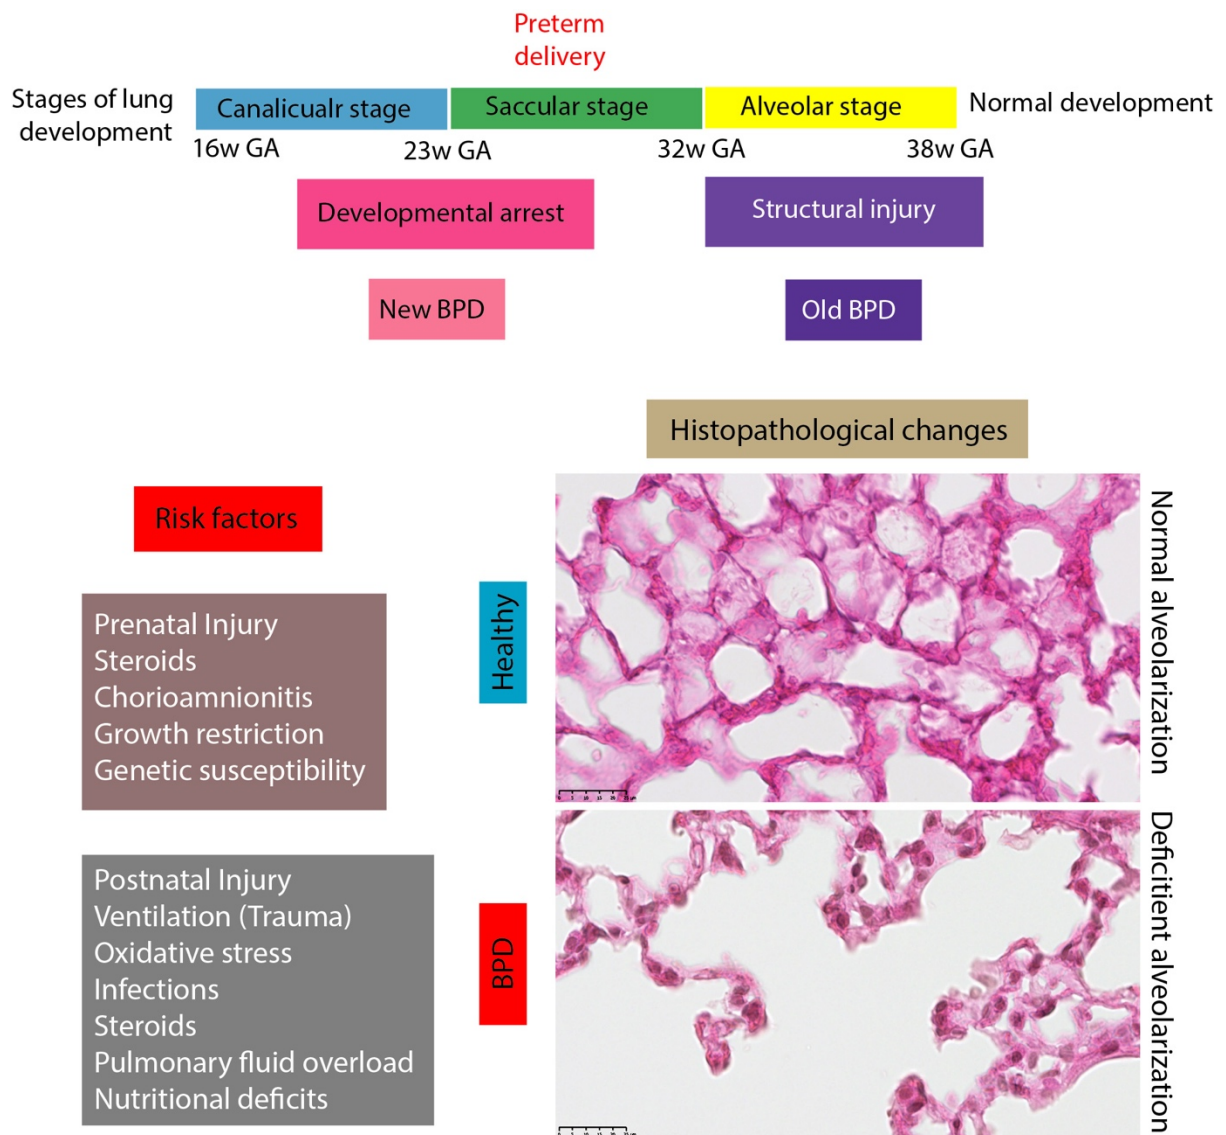 Preterm
delivery
Stages of lung
development
Canalicualr stage
Saccular stage
Alveolar stage
Normal development
16w GA
23w GA
32w GA
38w GA
Developmental arrest
Structural injury
New BPD
Old BPD
Histopathological changes
Risk factors
Prenatal Injury
Steroids
Chorioamnionitis
Growth restriction
Genetic susceptibility
Healthy
Normal alveolarization
Postnatal Injury
Ventilation (Trauma)
Oxidative stress
Infections
Steroids
Pulmonary fluid overload
Nutritional deficits
BPD
Deficitient alveolarization